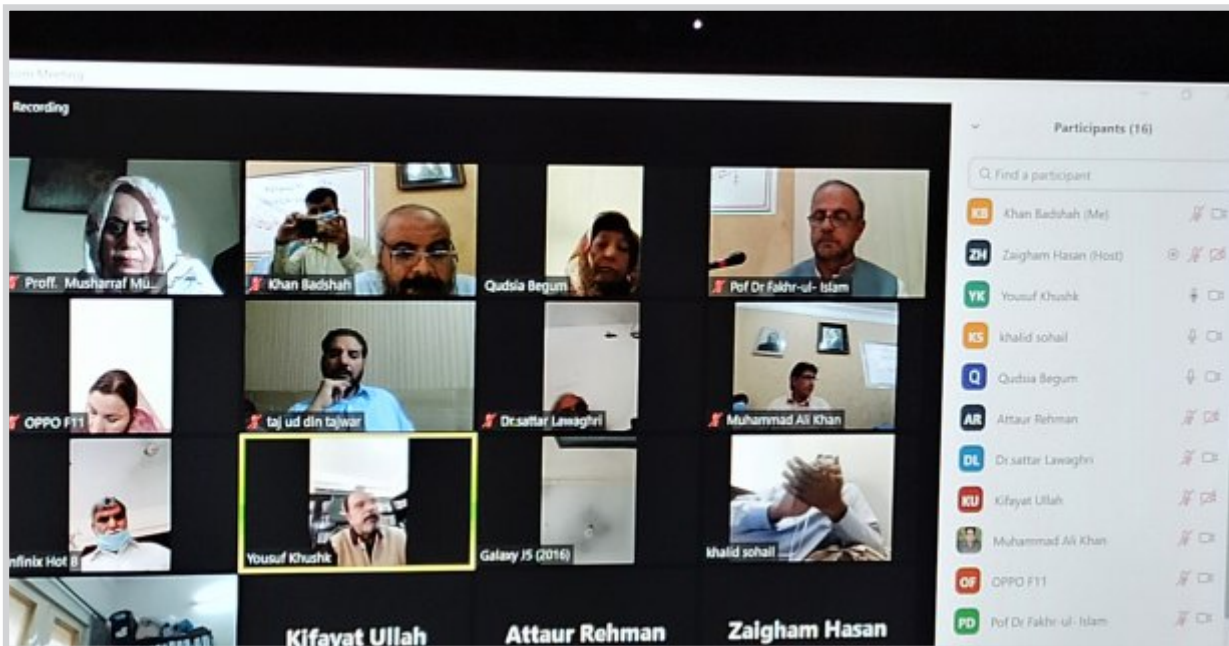 Meeting
Recording
Proff. Musharraf Mu...
Khan Badshah
Qudsia Begum
Pof Dr Fakhr-ul- Islam
OPPO F11
taj ud din tajwar
Dr.sattar Lawaghri
Muhammad Ali Khan
nfinix Hot 8
Yousuf Khushk
Galaxy J5 (2016)
khalid sohail
Kifayat Ullah
Attaur Rehman
Zaigham Hasan
Participants (16)
Find a participant
KB Khan Badshah (Me)
ZH Zaigham Hasan (Host)
YK Yousuf Khushk
KS khalid sohail
Q Qudsia Begum
AR Attaur Rehman
DL Dr.sattar Lawaghri
KU Kifayat Ullah
Muhammad Ali Khan
OF OPPO F11
PD Pof Dr Fakhr-ul- Islam